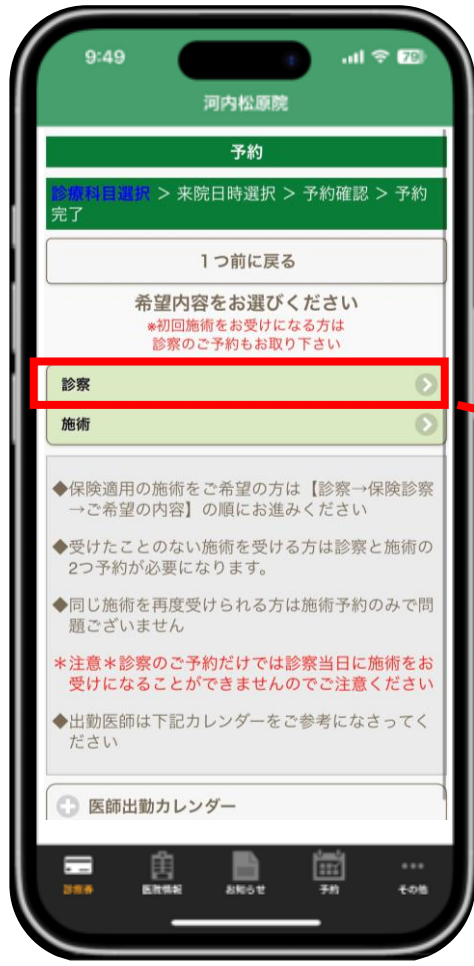 9:49
79
河内松原院
予約
診療科目選択 > 来院日時選択 > 予約確認 > 予約
完了
1つ前に戻る
希望内容をお選びください
*初回施術をお受けになる方は
診察のご予約もお取り下さい
診察
施術
◆保険適用の施術をご希望の方は【診察→保険診察
→ご希望の内容】の順にお進みください
◆受けたことのない施術を受ける方は診察と施術の
2つ予約が必要になります。
◆同じ施術を再度受けられる方は施術予約のみで問
題ございません
*注意*診察のご予約だけでは診察当日に施術をお
受けになることができませんのでご注意ください
◆出勤医師は下記カレンダーをご参考になさってく
ださい
医師出勤カレンダー
診察券 医院情報 お知らせ 予約 その他